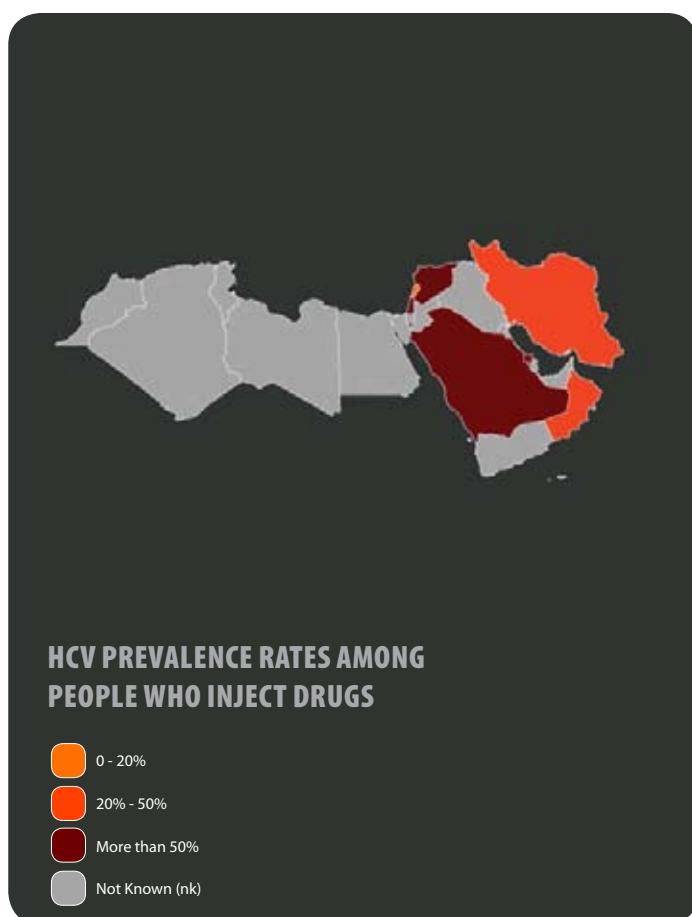 HCV PREVALENCE RATES AMONG
PEOPLE WHO INJECT DRUGS
0 - 20%
20% - 50%
More than 50%
Not Known (nk)